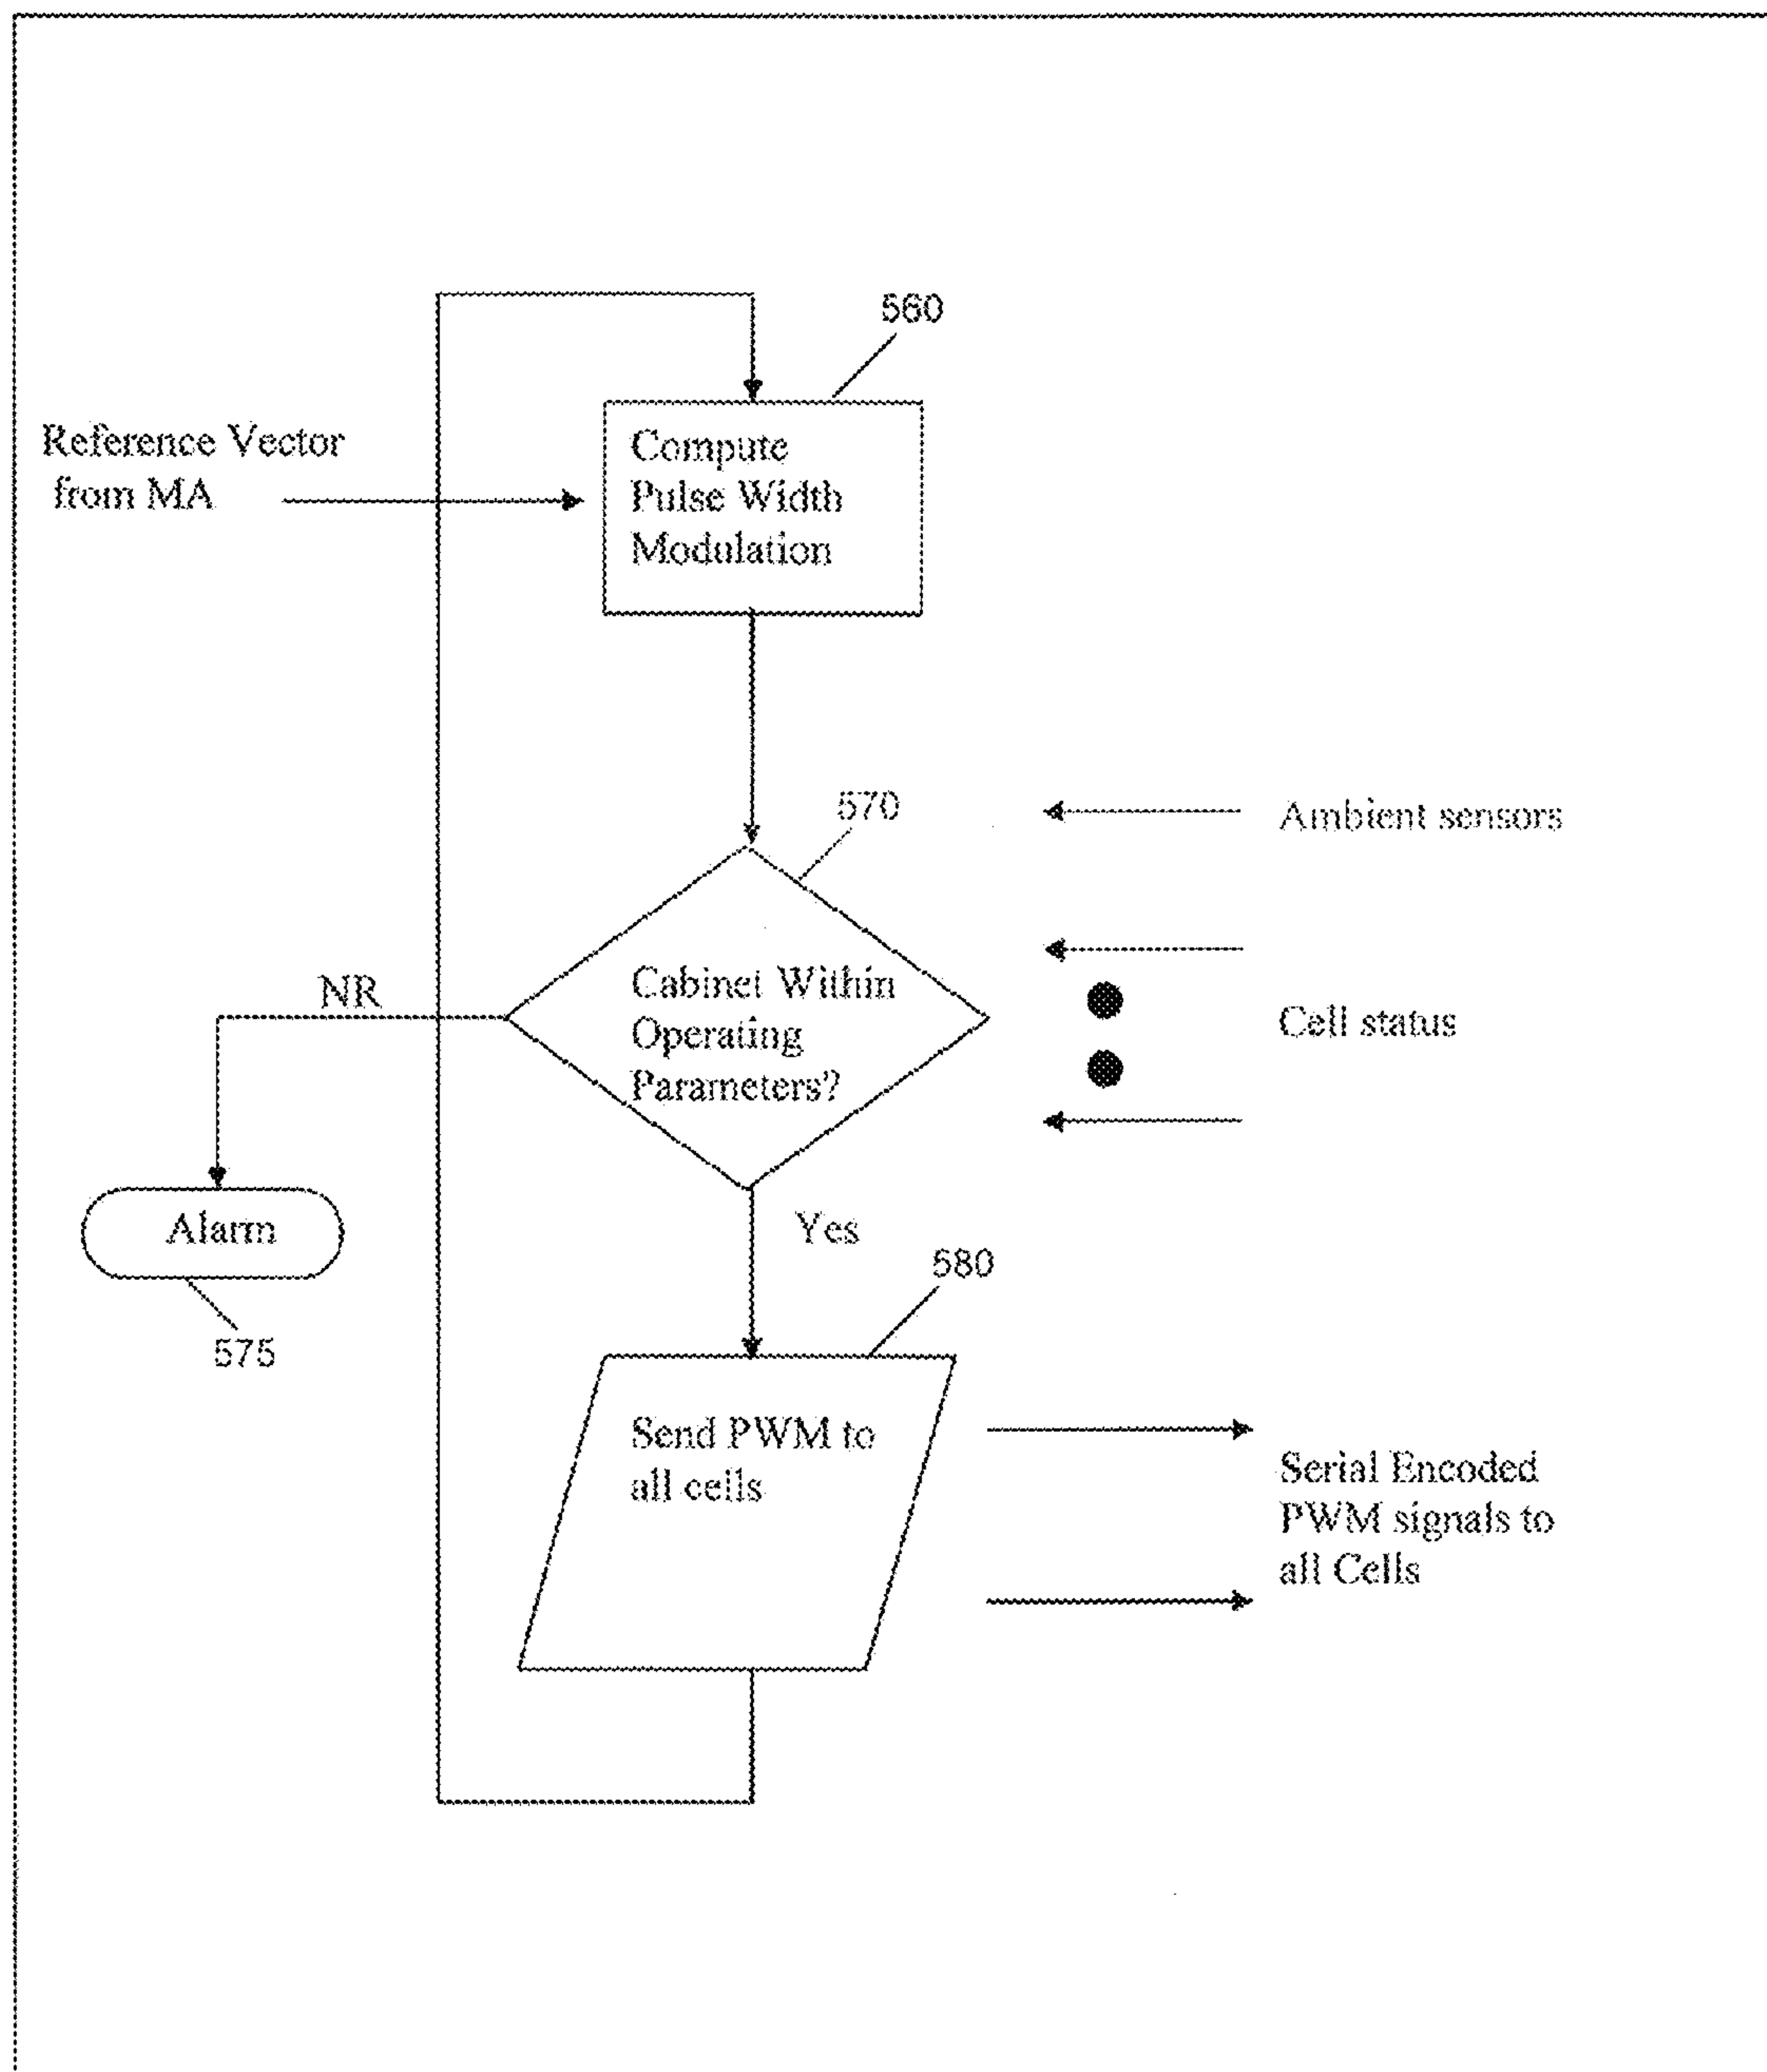 560
Reference Vector
from MA
Compute
Pulse Width
Modulation
570
Ambient sensors
NR
Cabinet Within
Operating
Parameters?
Cell status
Alarm
Yes
575
580
Send PWM to
all cells
Serial Encoded
PWM signals to
all Cells